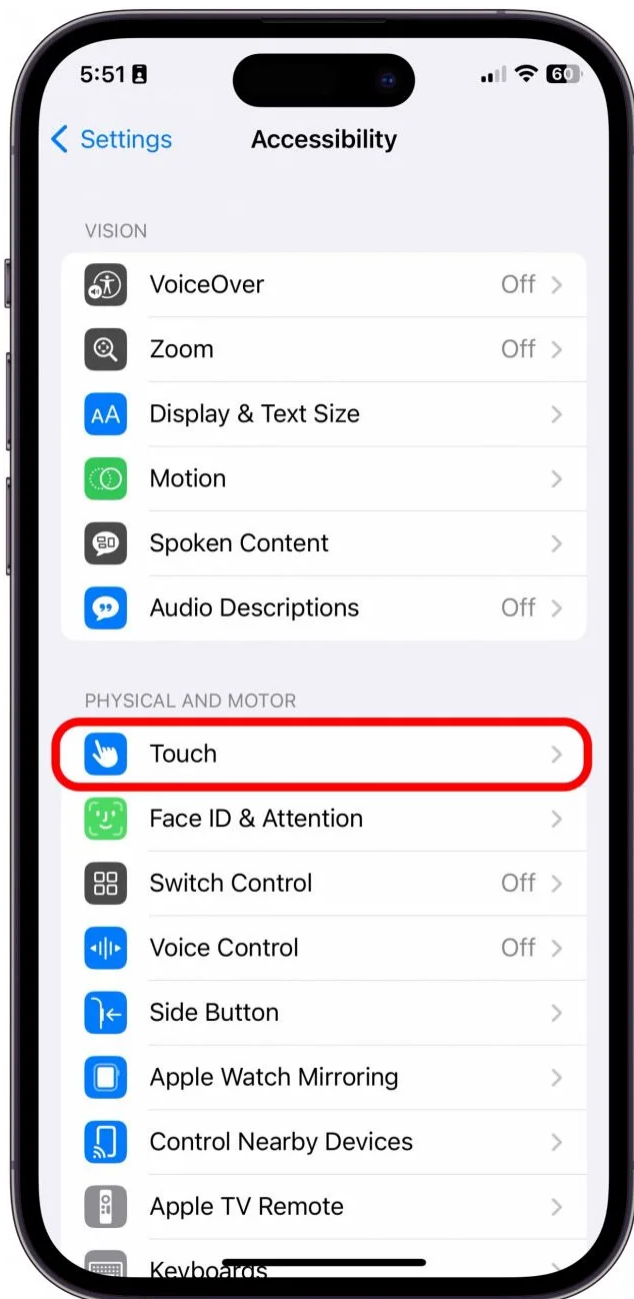 5:51
60
Settings
Accessibility
VISION
VoiceOver Off
Zoom Off
AA Display & Text Size
Motion
Spoken Content
Audio Descriptions Off
PHYSICAL AND MOTOR
Touch
Face ID & Attention
Switch Control Off
Voice Control Off
Side Button
Apple Watch Mirroring
Control Nearby Devices
Apple TV Remote
Keyboards